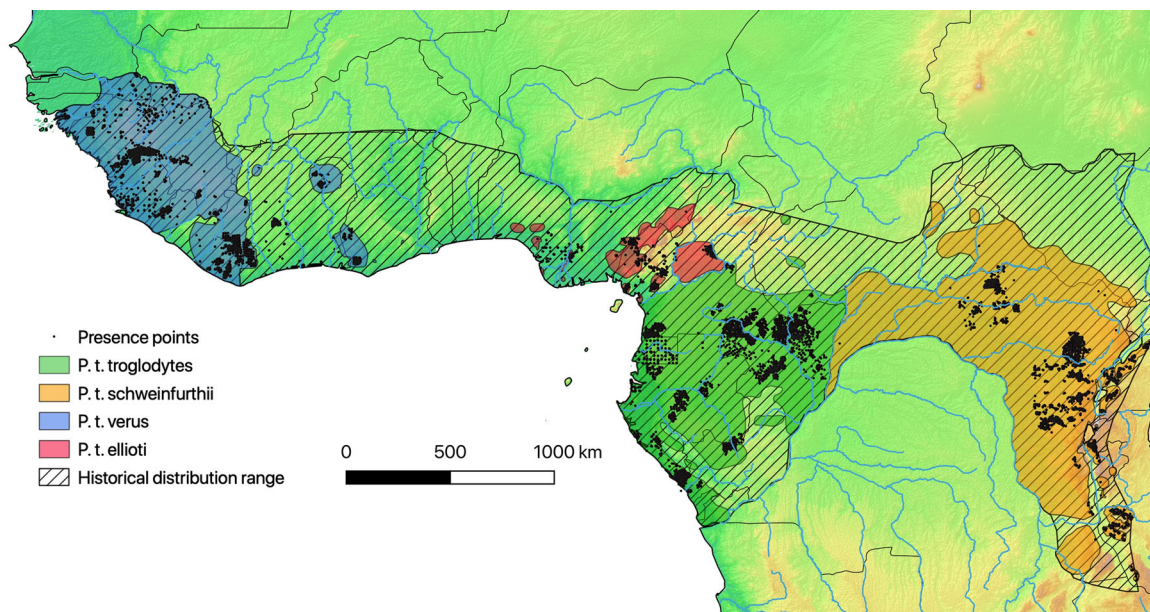 Presence points
P. t. troglodytes
P. t. schweinfurthii
P. t. verus
P. t. ellioti
Historical distribution range
0 500 1000 km